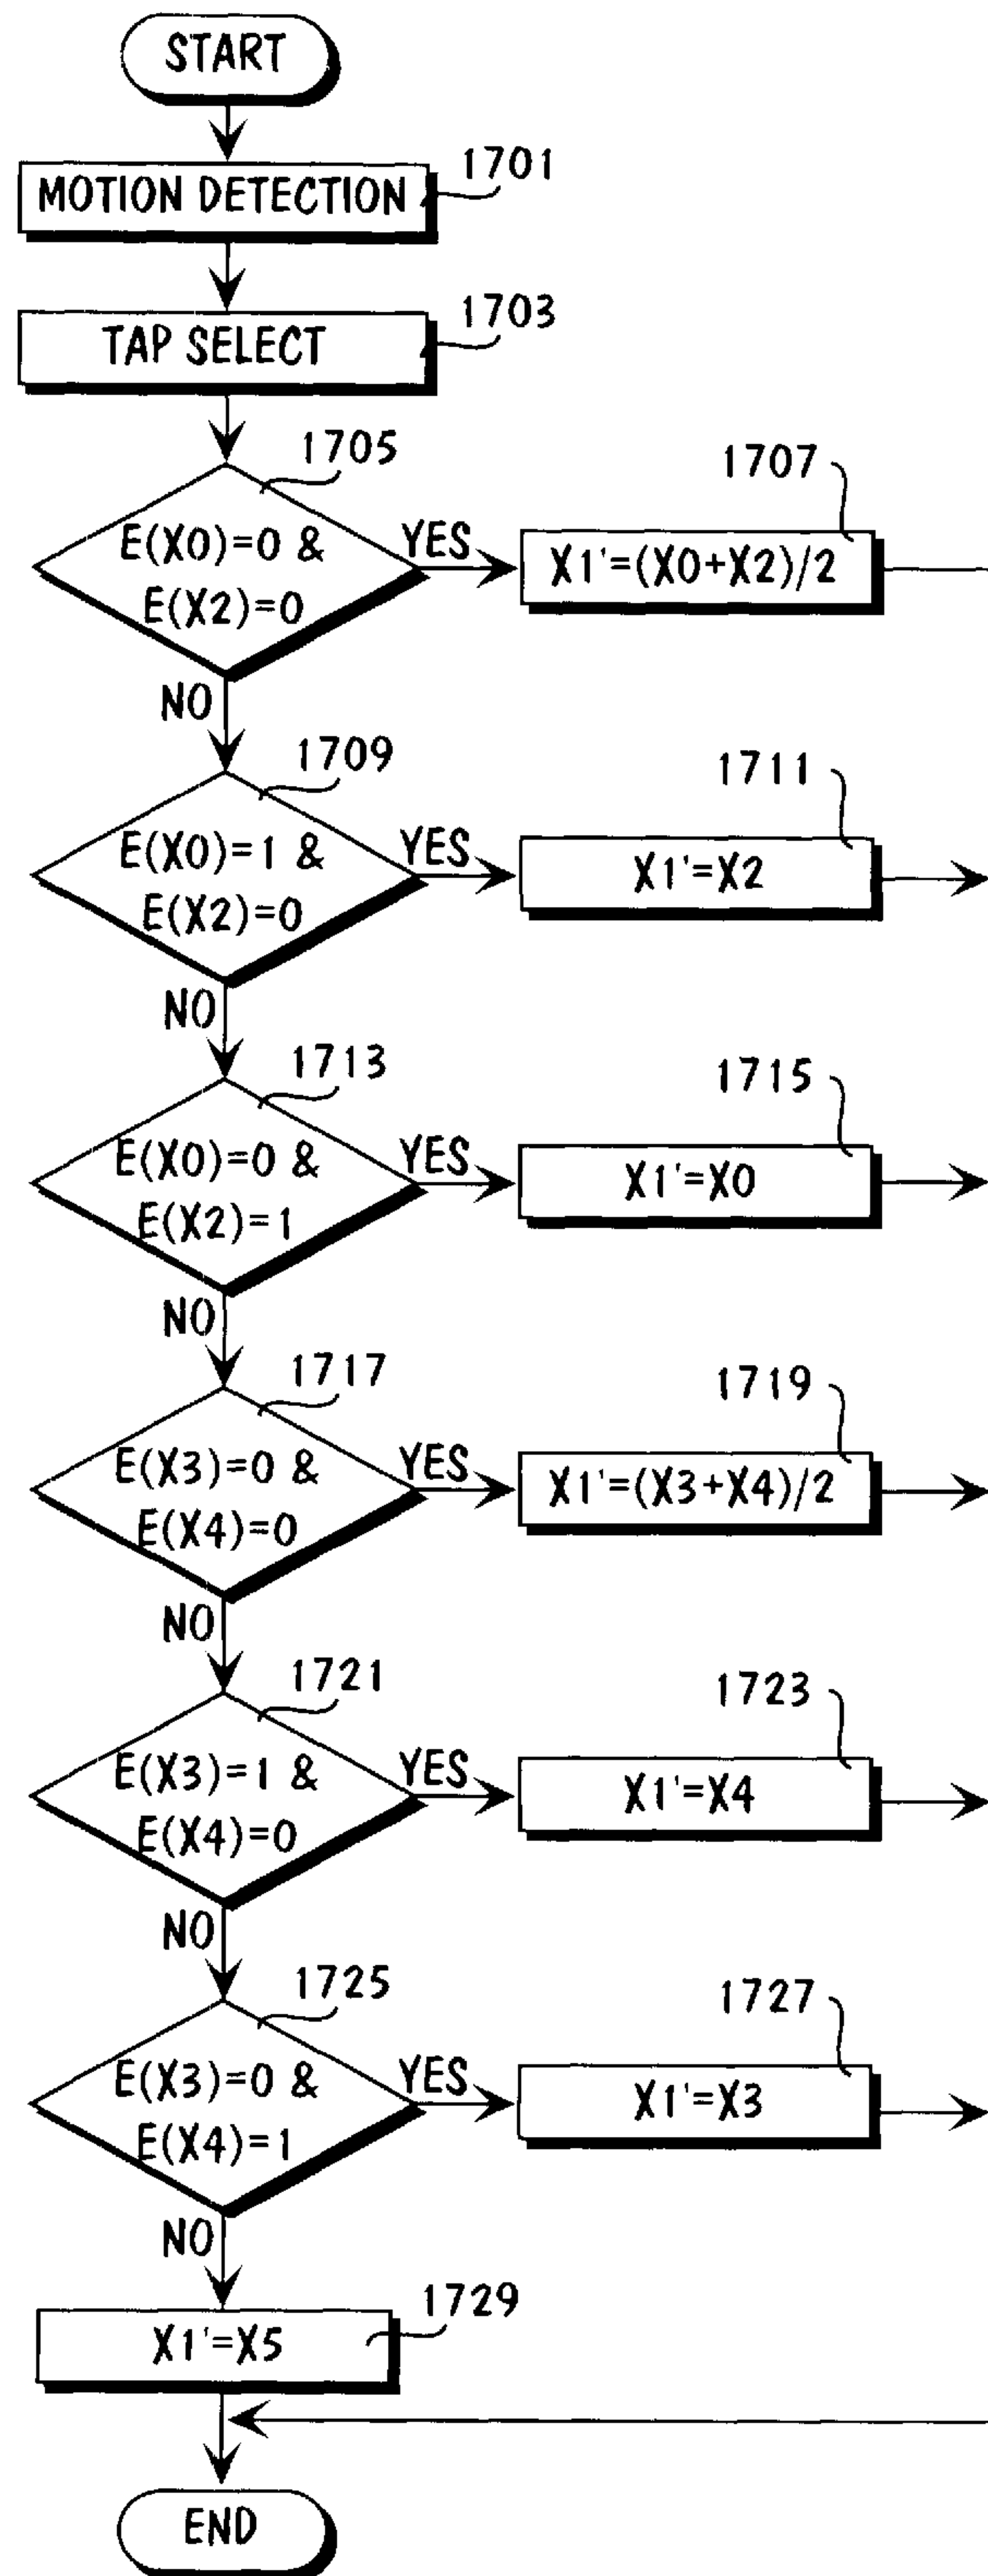 START
1701
MOTION DETECTION
1703
TAP SELECT
1705
E(X0)=0 &
E(X2)=0
YES
1707
X1'=(X0+X2)/2
NO
1709
E(X0)=1 &
E(X2)=0
YES
1711
X1'=X2
NO
1713
E(X0)=0 &
E(X2)=1
YES
1715
X1'=X0
NO
1717
E(X3)=0 &
E(X4)=0
YES
1719
X1'=(X3+X4)/2
NO
1721
E(X3)=1 &
E(X4)=0
YES
1723
X1'=X4
NO
1725
E(X3)=0 &
E(X4)=1
YES
1727
X1'=X3
NO
1729
X1'=X5
END